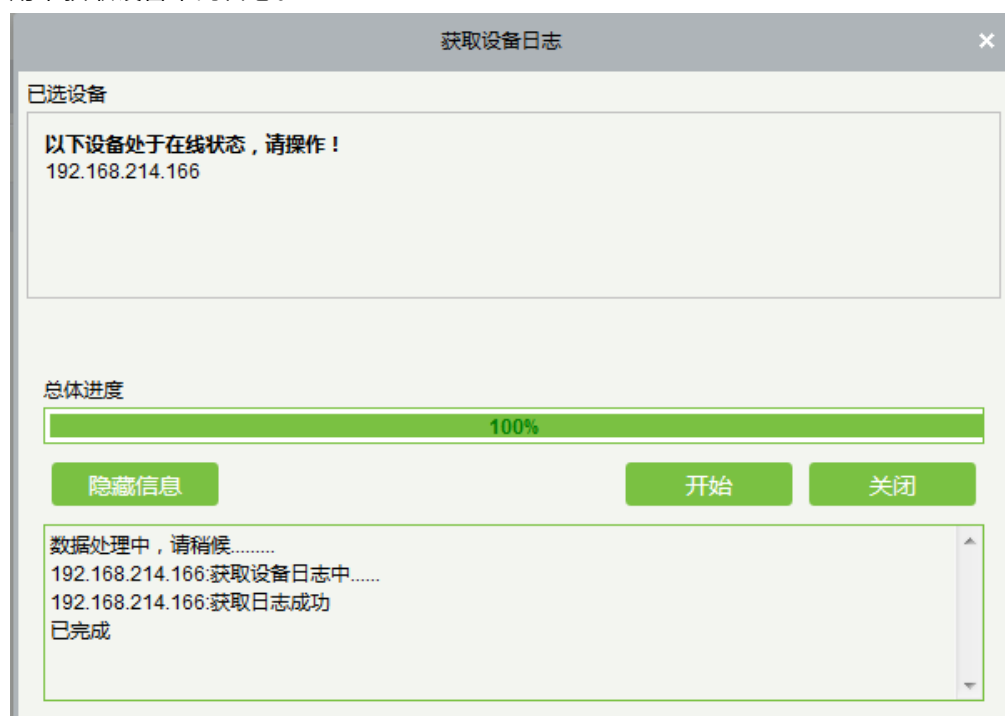 获取设备日志
已选设备
以下设备处于在线状态，请操作！
192.168.214.166
总体进度
100%
隐藏信息
开始
关闭
数据处理中，请稍候.........
192.168.214.166:获取设备日志中......
192.168.214.166:获取日志成功
已完成